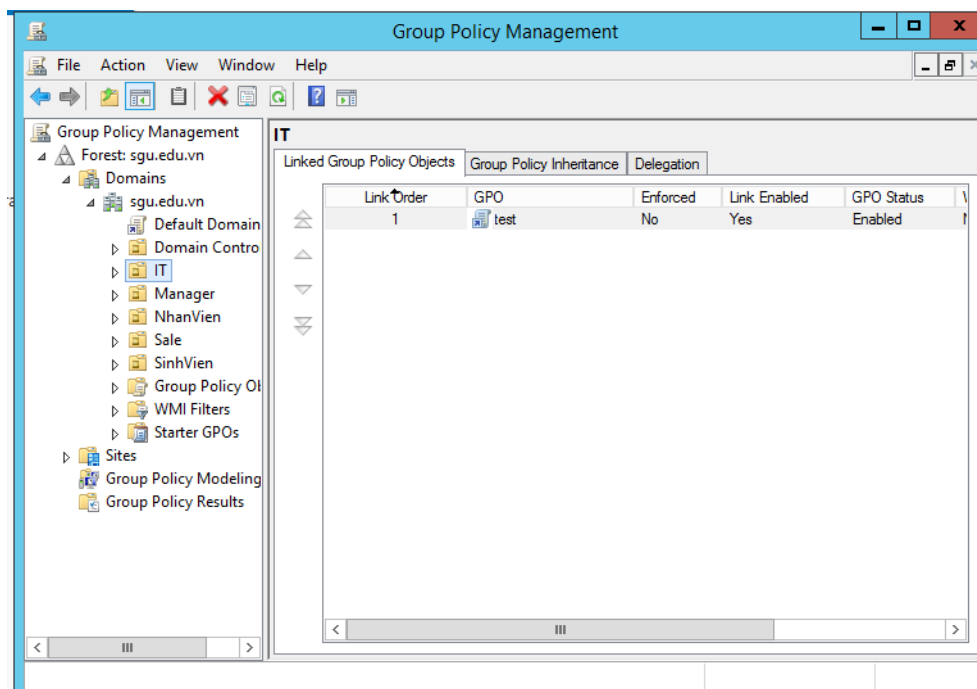 Group Policy Management
File Action View Window Help
Group Policy Management
Forest: sgu.edu.vn
Domains
sgu.edu.vn
Default Domain
Domain Contro
IT
Manager
NhanVien
Sale
SinhVien
Group Policy Ob
WMI Filters
Starter GPOs
Sites
Group Policy Modeling
Group Policy Results
IT
Linked Group Policy Objects Group Policy Inheritance Delegation
Link Order GPO Enforced Link Enabled GPO Status
1 test No Yes Enabled